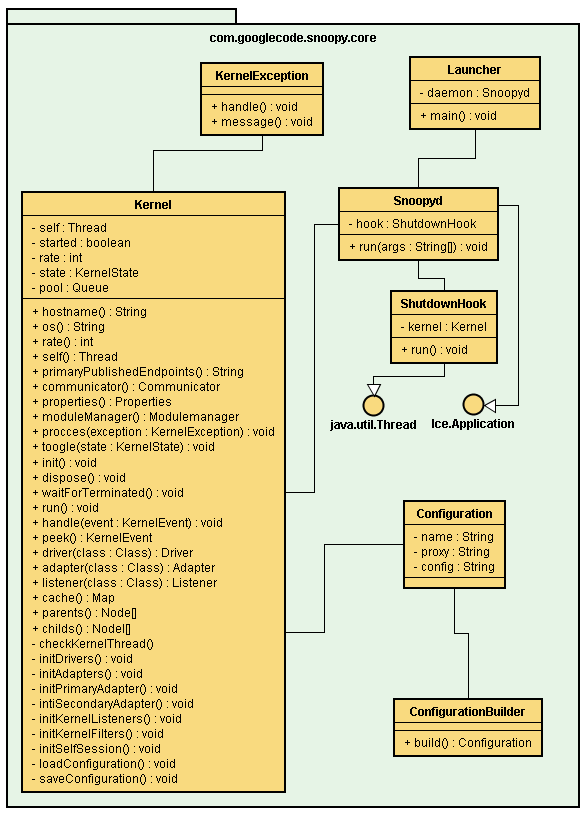 com.googlecode.snoopy.core
KernelException
+ handle() : void
+ message() : void
Launcher
- daemon : Snoopyd
+ main() : void
Kernel
- self : Thread
- started : boolean
- rate : int
- state : KernelState
- pool : Queue
+ hostname() : String
+ os() : String
+ rate() : int
+ self() : Thread
+ primaryPublishedEndpoints() : String
+ communicator() : Communicator
+ properties() : Properties
+ moduleManager() : Modulemanager
+ procces(exception : KernelException) : void
+ toogle(state : KernelState) : void
+ init() : void
+ dispose() : void
+ waitForTerminated() : void
+ run() : void
+ handle(event : KernelEvent) : void
+ peek() : KernelEvent
+ driver(class : Class) : Driver
+ adapter(class : Class) : Adapter
+ listener(class : Class) : Listener
+ cache() : Map
+ parents() : Node[]
+ childs() : Nodel[]
- checkKernelThread()
- initDrivers() : void
- initAdapters() : void
- initPrimaryAdapter() : void
- intiSecondaryAdapter() : void
- initKernelListeners() : void
- initKernelFilters() : void
- initSelfSession() : void
- loadConfiguration() : void
- saveConfiguration() : void
Snoopyd
- hook : ShutdownHook
+ run(args : String[]) : void
ShutdownHook
- kernel : Kernel
+ run() : void
java.util.Thread
Ice.Application
Configuration
- name : String
- proxy : String
- config : String
ConfigurationBuilder
+ build() : Configuration